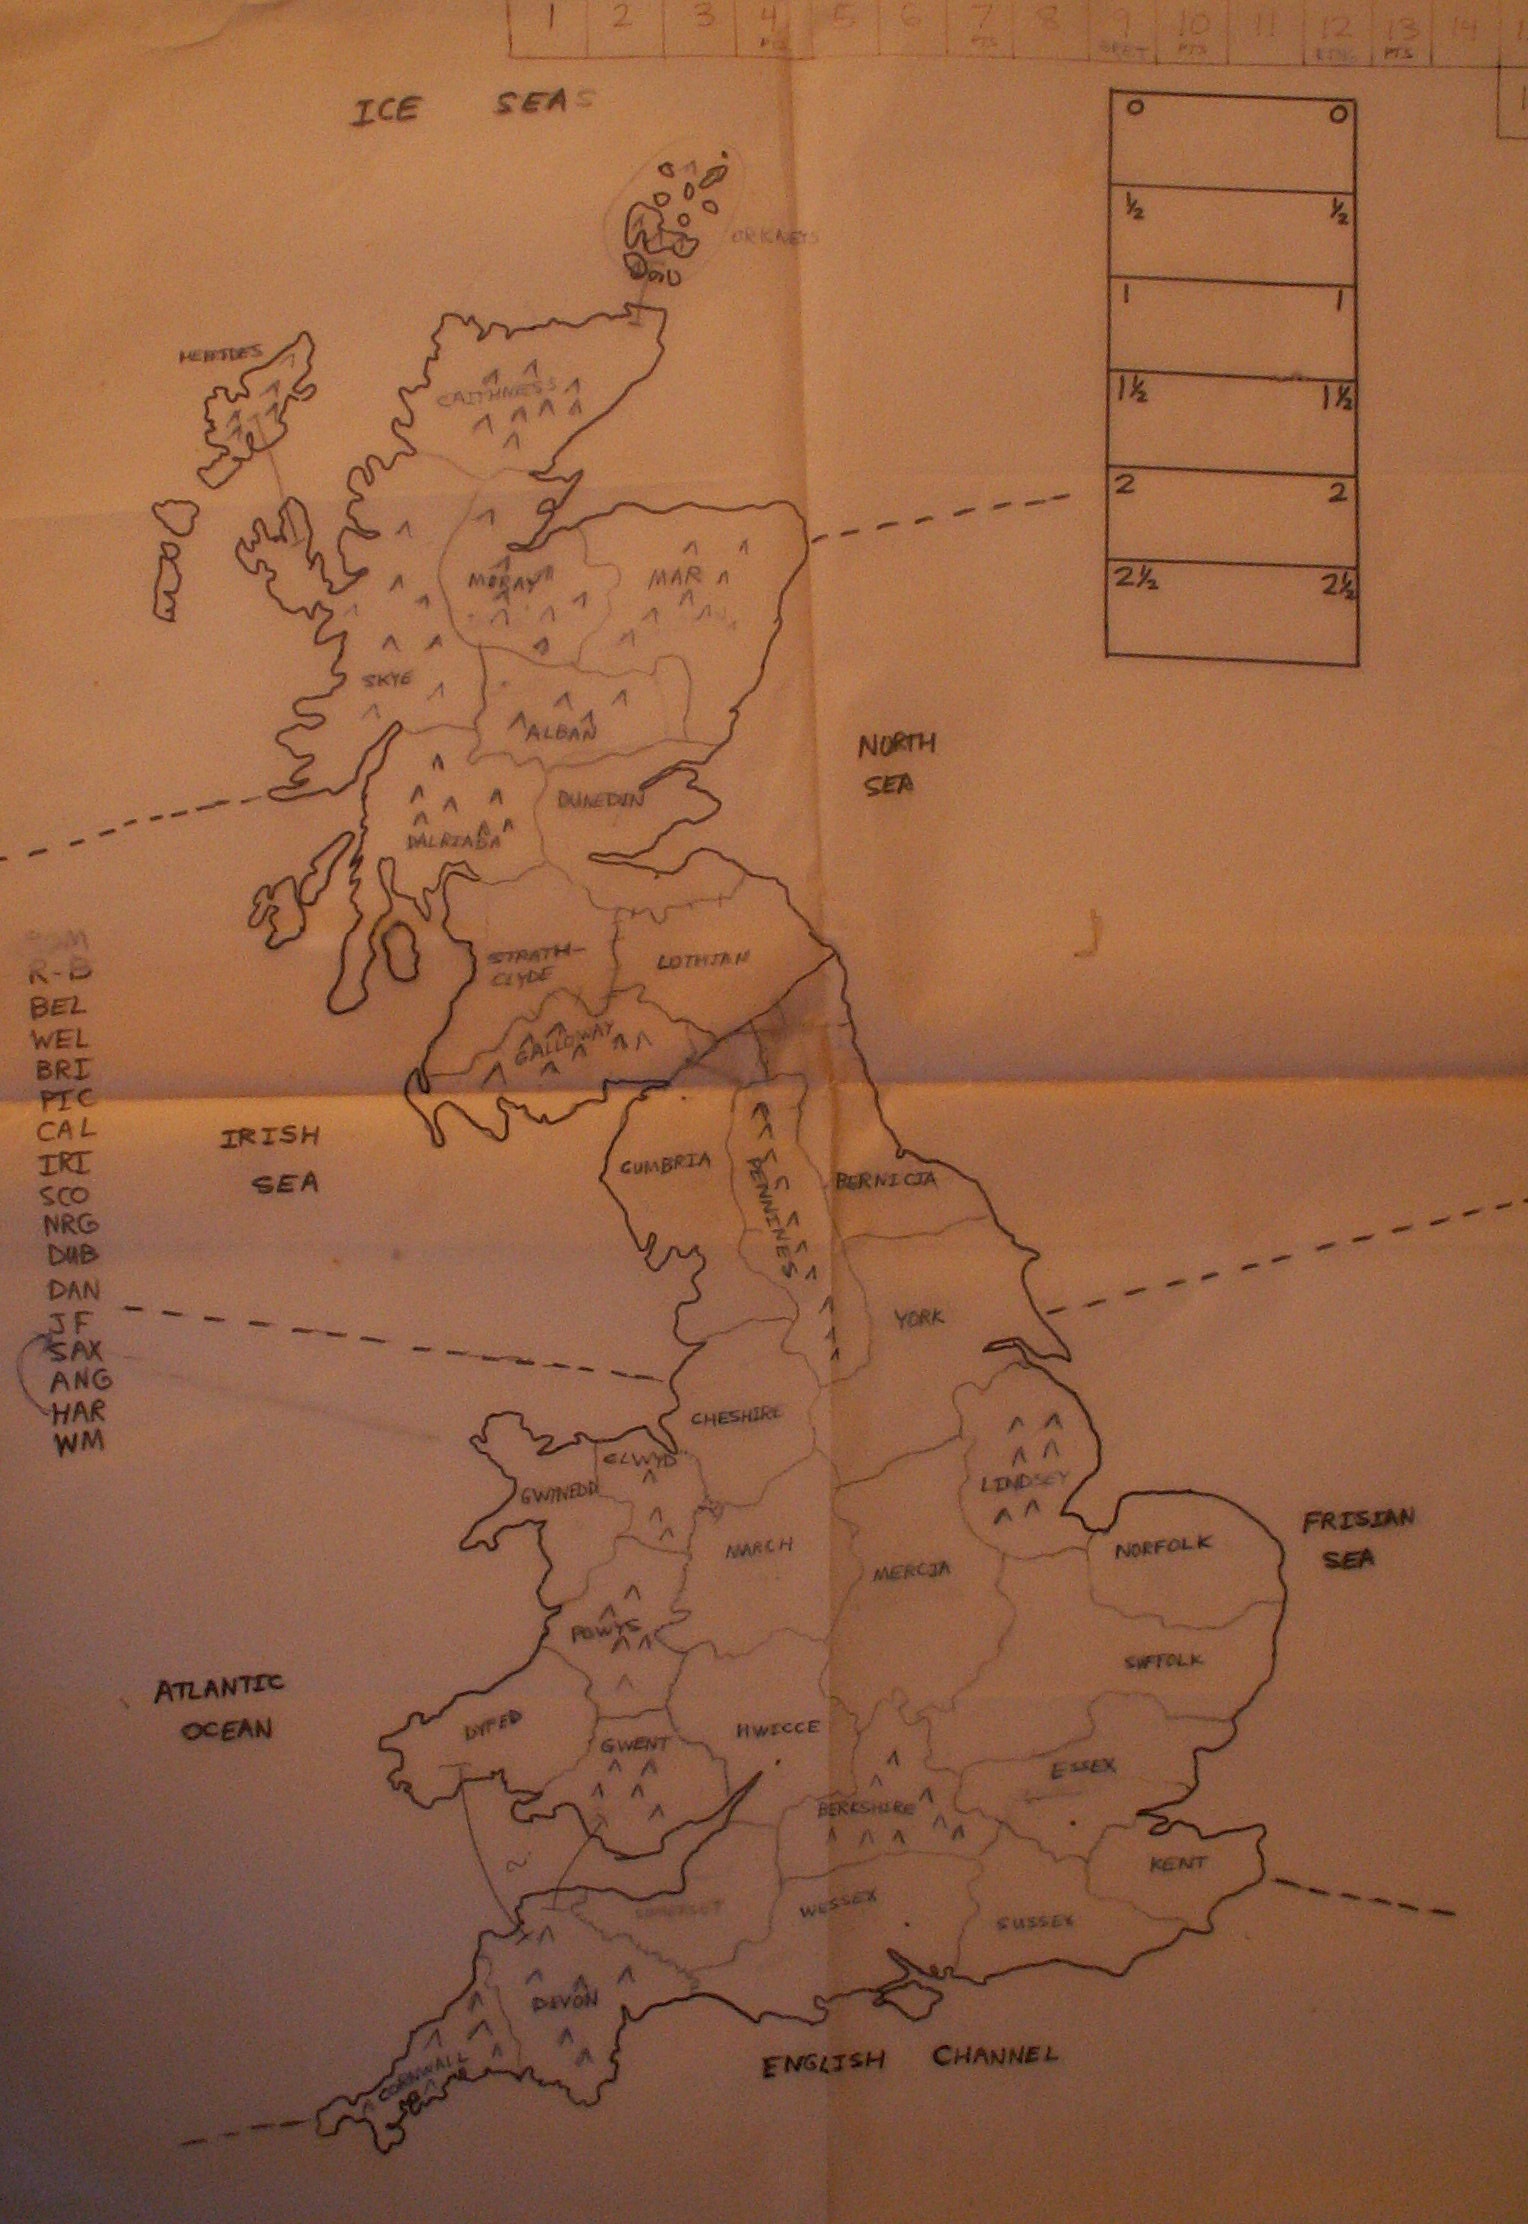 1 2 3 4 5 6 7 8 9 10 11 12 13 14
PTS PTS PTS PTS
ICE SEAS
0 0
½ ½
1 1
1½ 1½
2 2
2½ 2½
ORKNEYS
HEBRIDES
CAITHNESS
MORAY
MAR
SKYE
ALBAN
NORTH
SEA
DUNEDIN
DALRIADA
STRATH-
CLYDE
LOTHIAN
GALLOWAY
R-B
BEL
WEL
BRI
PIC
CAL
IRI
SCO
NRG
DUB
DAN
JF
SAX
ANG
HAR
WM
IRISH
SEA
CUMBRIA
PENNINES
BERNICIA
YORK
CHESHIRE
CLWYD
GWINEDD
LINDSEY
MARCH
MERCIA
NORFOLK
FRISIAN
SEA
POWYS
SUFFOLK
ATLANTIC
OCEAN
DYFED
GWENT
HWICCE
ESSEX
BERKSHIRE
KENT
SOMERSET
WESSEX
SUSSEX
DEVON
CORNWALL
ENGLISH CHANNEL